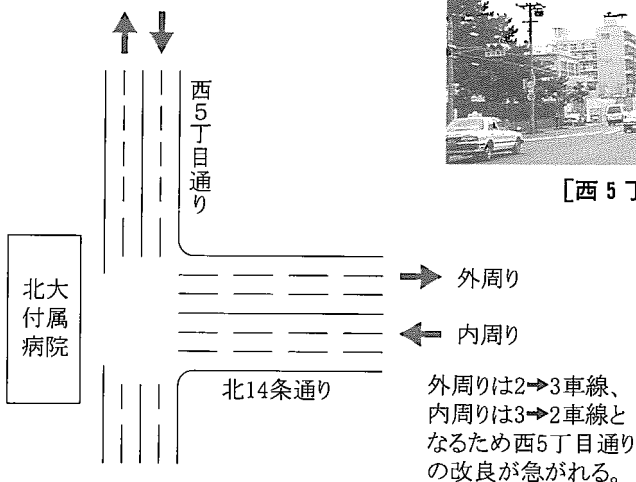 西5丁目通り
[西 5 丁
北大
付属
病院
外周り
内周り
北14条通り
外周りは2→3車線、
内周りは3→2車線と
なるため西5丁目通り
の改良が急がれる。